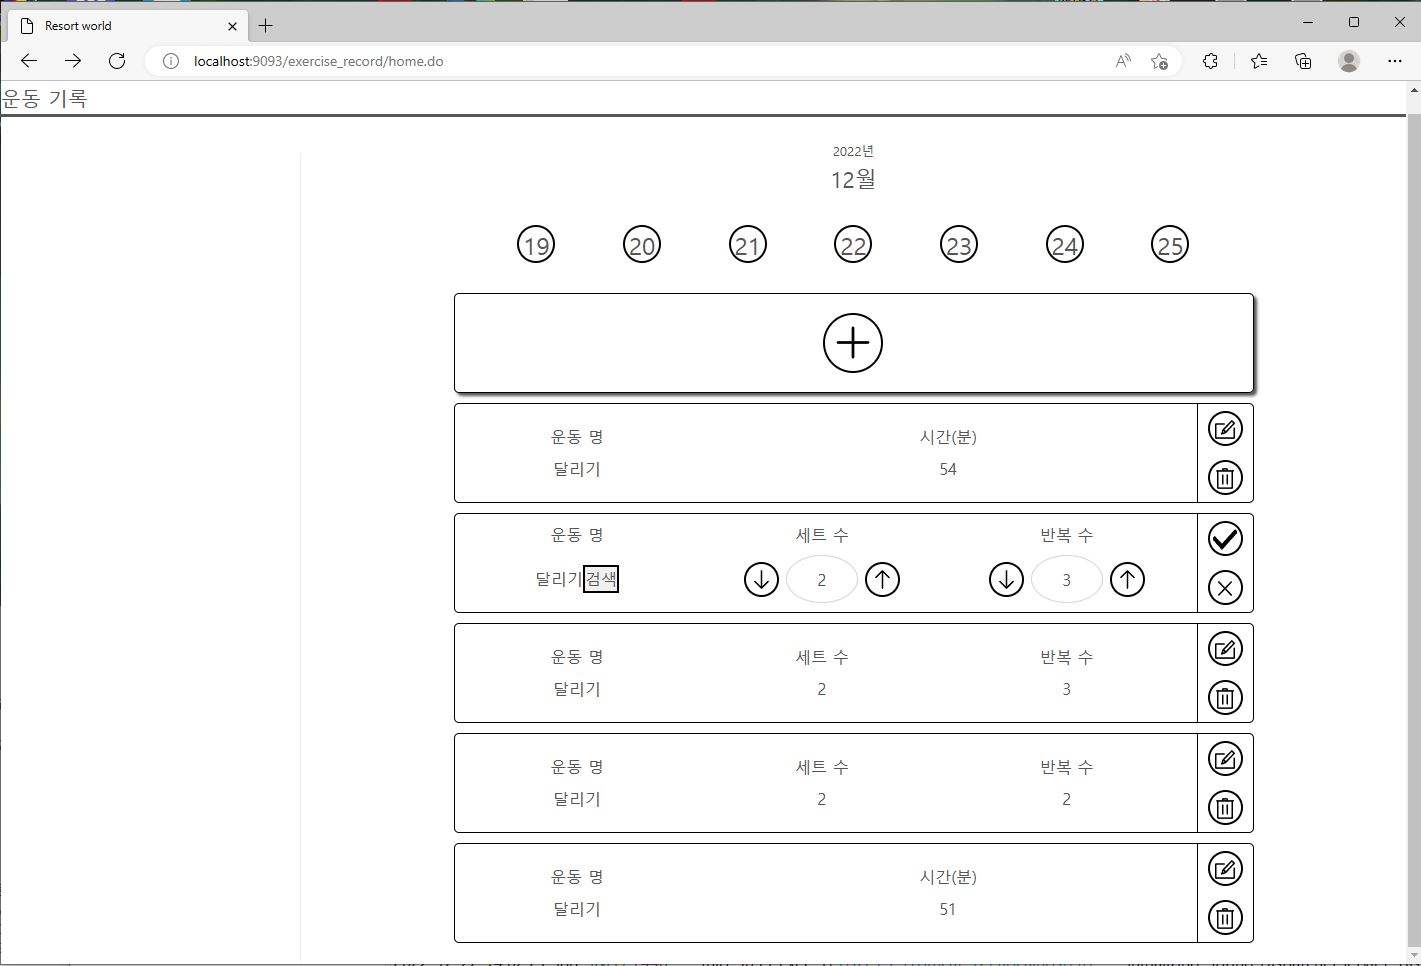 Resort world
localhost:9093/exercise_record/home.do
운동 기록
2022년
12월
19 20 21 22 23 24 25
운동 명 시간(분)
달리기 54
운동 명 세트 수 반복 수
달리기 검색 2 3
운동 명 세트 수 반복 수
달리기 2 3
운동 명 세트 수 반복 수
달리기 2 2
운동 명 시간(분)
달리기 51